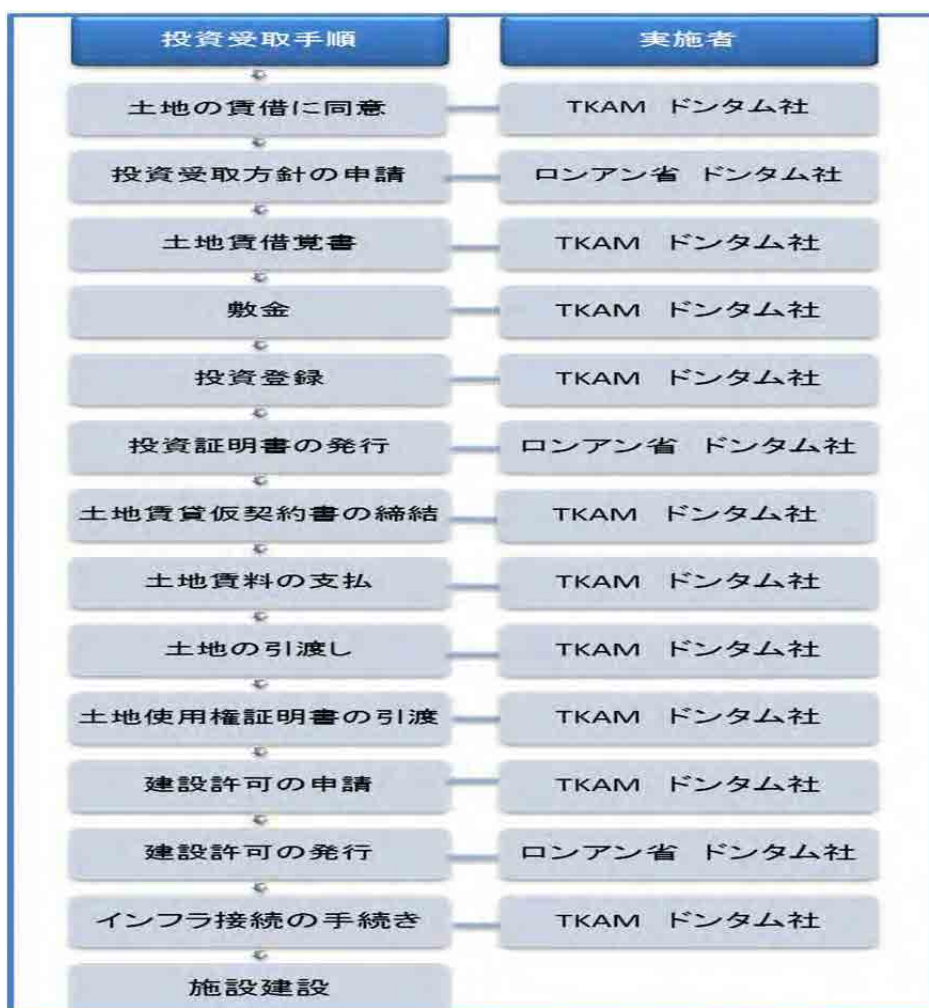 投資受取手順 実施者
土地の賃借に同意 TKAM ドンタム社
投資受取方針の申請 ロンアン省 ドンタム社
土地賃借覚書 TKAM ドンタム社
敷金 TKAM ドンタム社
投資登録 TKAM ドンタム社
投資証明書の発行 ロンアン省 ドンタム社
土地賃貸仮契約書の締結 TKAM ドンタム社
土地賃料の支払 TKAM ドンタム社
土地の引渡し TKAM ドンタム社
土地使用権証明書の引渡 TKAM ドンタム社
建設許可の申請 TKAM ドンタム社
建設許可の発行 ロンアン省 ドンタム社
インフラ接続の手続き TKAM ドンタム社
施設建設